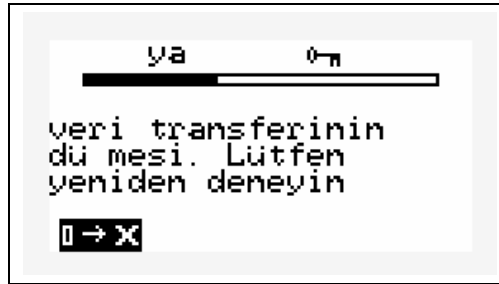 ya
veri transferinin
dü mesi. Lütfen
yeniden deneyin